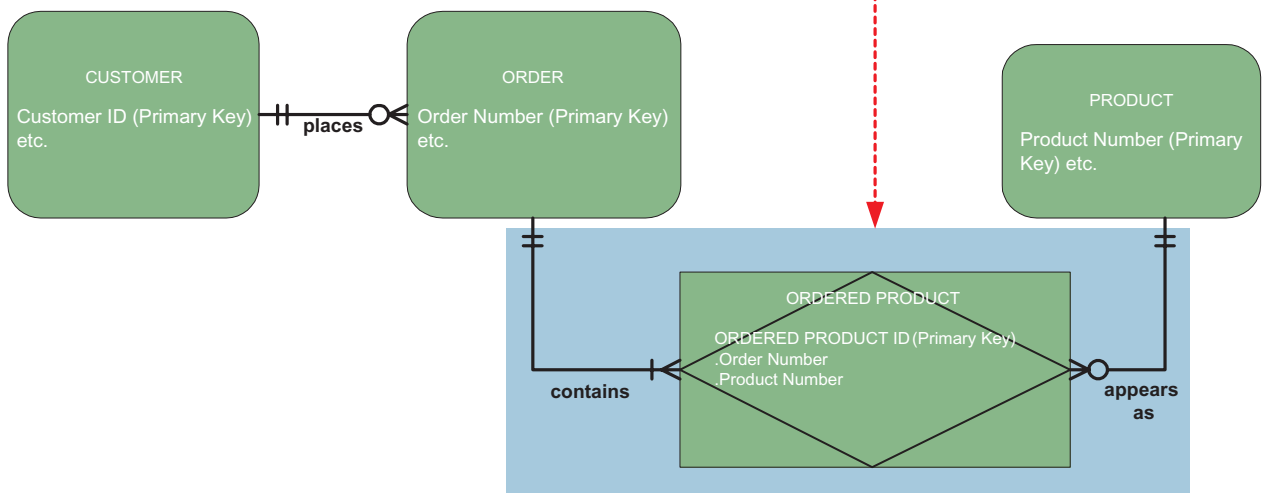 CUSTOMER
Customer ID (Primary Key)
etc.
places
ORDER
Order Number (Primary Key)
etc.
PRODUCT
Product Number (Primary
Key) etc.
ORDERED PRODUCT
ORDERED PRODUCT ID (Primary Key)
.Order Number
.Product Number
contains
appears
as